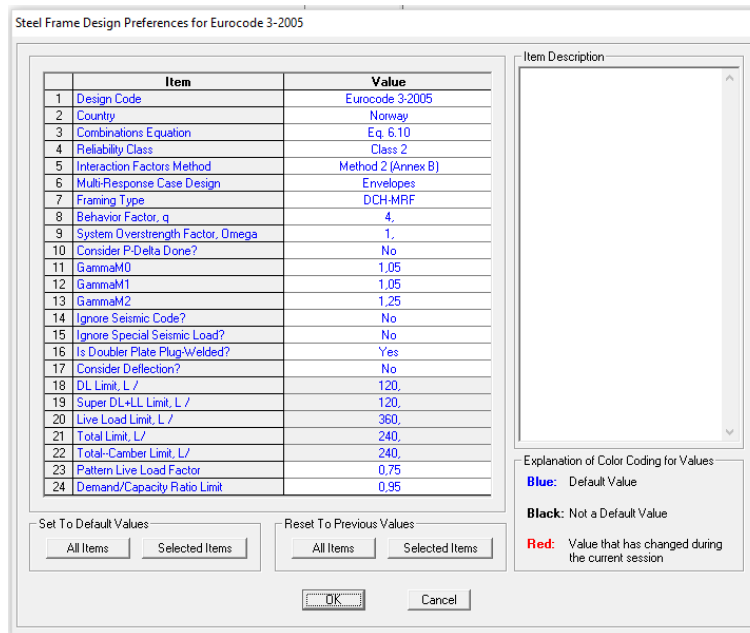 Steel Frame Design Preferences for Eurocode 3-2005
Item Value
1 Design Code Eurocode 3-2005
2 Country Norway
3 Combinations Equation Eq. 6.10
4 Reliability Class Class 2
5 Interaction Factors Method Method 2 (Annex B)
6 Multi-Response Case Design Envelopes
7 Framing Type DCH-MRF
8 Behavior Factor, q 4,
9 System Overstrength Factor, Omega 1,
10 Consider P-Delta Done? No
11 GammaM0 1,05
12 GammaM1 1,05
13 GammaM2 1,25
14 Ignore Seismic Code? No
15 Ignore Special Seismic Load? No
16 Is Doubler Plate Plug-Welded? Yes
17 Consider Deflection? No
18 DL Limit, L / 120,
19 Super DL+LL Limit, L / 120,
20 Live Load Limit, L / 360,
21 Total Limit, L/ 240,
22 Total--Camber Limit, L/ 240,
23 Pattern Live Load Factor 0,75
24 Demand/Capacity Ratio Limit 0,95
Set To Default Values
All Items Selected Items
Reset To Previous Values
All Items Selected Items
Item Description
Explanation of Color Coding for Values
Blue: Default Value
Black: Not a Default Value
Red: Value that has changed during
the current session
OK Cancel